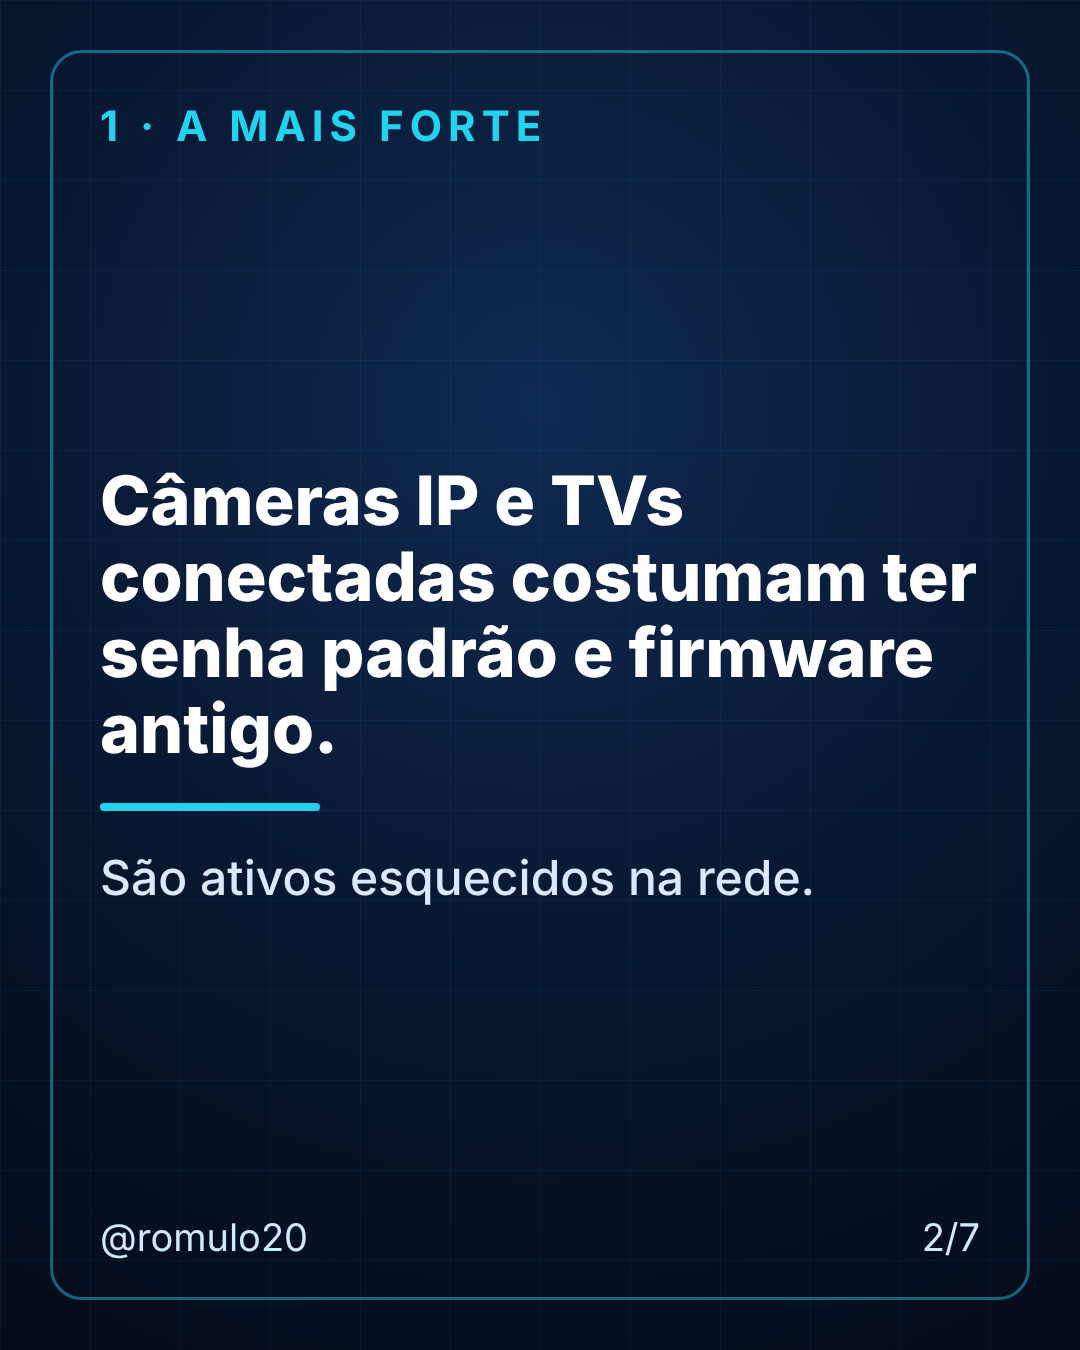 1 · A MAIS FORTE
Câmeras IP e TVs
conectadas costumam ter
senha padrão e firmware
antigo.
São ativos esquecidos na rede.
@romulo20
2/7